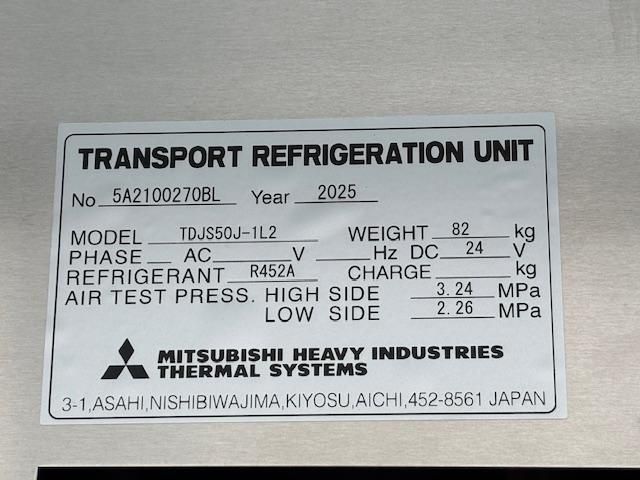 TRANSPORT REFRIGERATION UNIT
No 5A2100270BL Year 2025
MODEL TDJS50J-1L2 WEIGHT 82 kg
PHASE AC V Hz DC 24 V
REFRIGERANT R452A CHARGE kg
AIR TEST PRESS. HIGH SIDE 3.24 MPa
LOW SIDE 2.26 MPa
MITSUBISHI HEAVY INDUSTRIES
THERMAL SYSTEMS
3-1,ASAHI,NISHIBIWAJIMA,KIYOSU,AICHI,452-8561 JAPAN